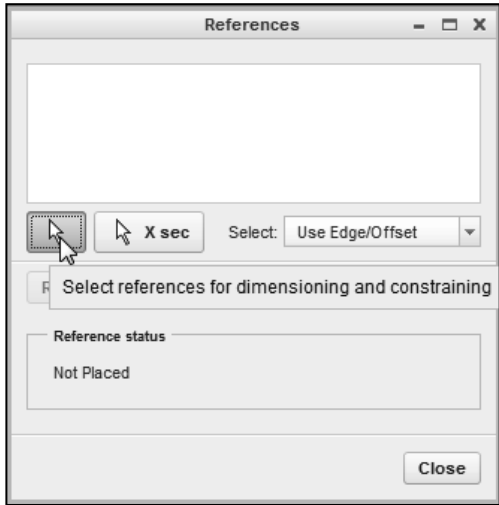 References
X sec
Select:
Use Edge/Offset
R
Select references for dimensioning and constraining
Reference status
Not Placed
Close